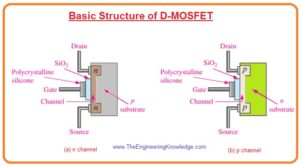 Basic Structure of D-MOSFET
Drain
SiO2
Polycrystalline
silicone
n
Gate
p
substrate
Channel
n
Source
(a) n channel
Drain
SiO2
Polycrystalline
silicone
p
Gate
n
substrate
Channel
p
Source
(b) p channel
www.TheEngineeringKnowledge.com